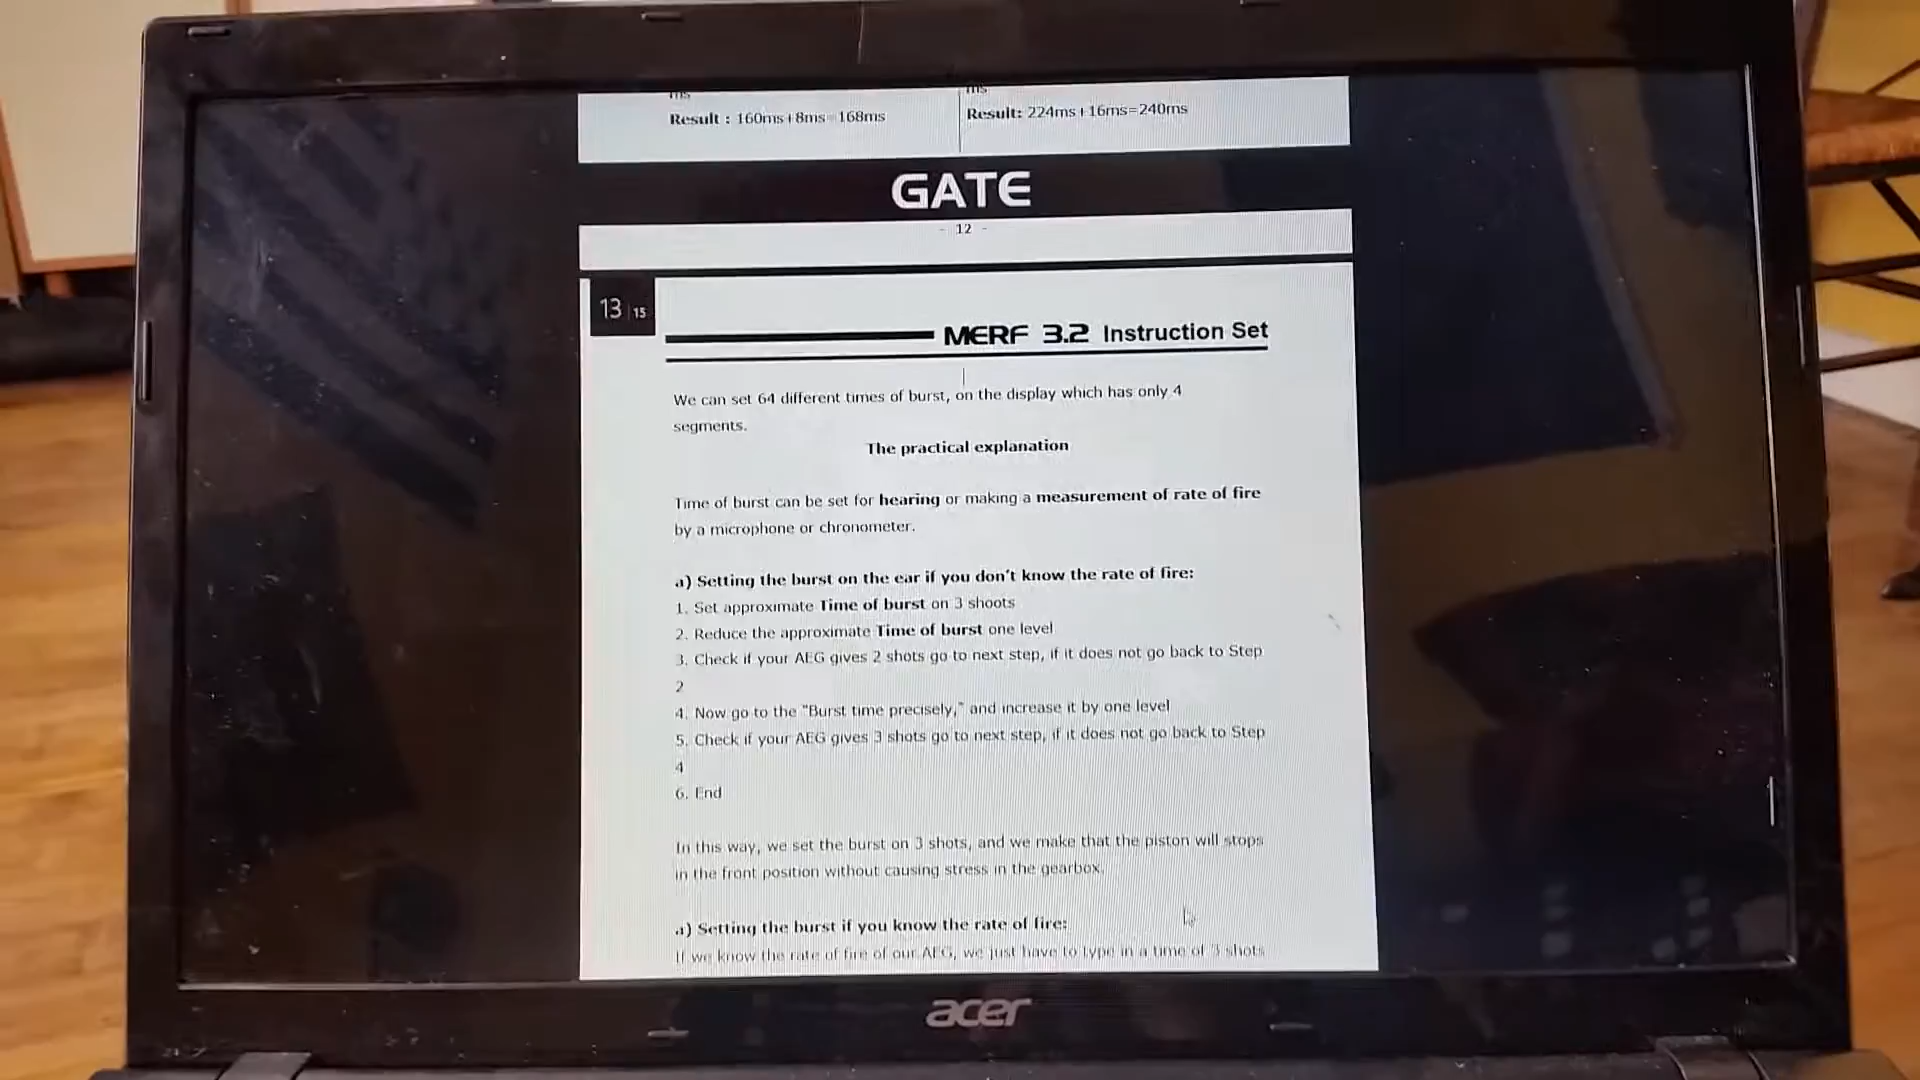 ms
ms
Result : 160ms+8ms=168ms
Result: 224ms+16ms=240ms
GATE
- 12 -
13 | 15
MERF 3.2 Instruction Set
We can set 64 different times of burst, on the display which has only 4
segments.
The practical explanation
Time of burst can be set for hearing or making a measurement of rate of fire
by a microphone or chronometer.
a) Setting the burst on the ear if you don't know the rate of fire:
1. Set approximate Time of burst on 3 shoots
2. Reduce the approximate Time of burst one level
3. Check if your AEG gives 2 shots go to next step, if it does not go back to Step
2
4. Now go to the "Burst time precisely," and increase it by one level
5. Check if your AEG gives 3 shots go to next step, if it does not go back to Step
4
6. End
In this way, we set the burst on 3 shots, and we make that the piston will stops
in the front position without causing stress in the gearbox.
a) Setting the burst if you know the rate of fire:
If we know the rate of fire of our AEG, we just have to type in a time of 3 shots
acer